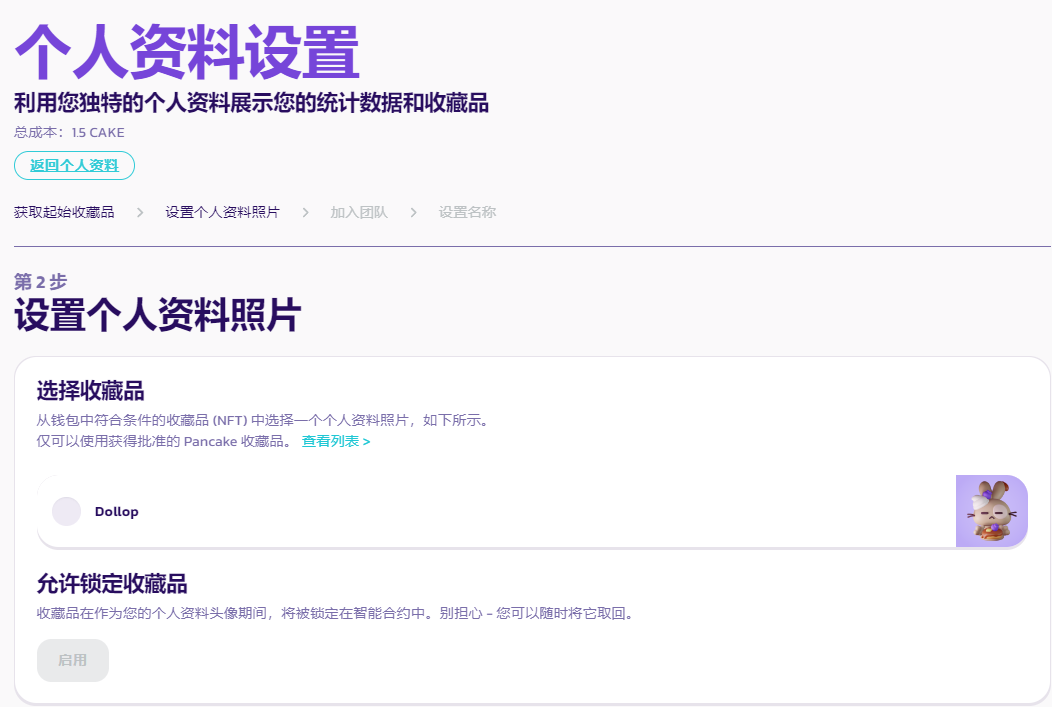 个人资料设置
利用您独特的个人资料展示您的统计数据和收藏品
总成本：1.5 CAKE
返回个人资料
获取起始收藏品 > 设置个人资料照片 > 加入团队 > 设置名称
第 2 步
设置个人资料照片
选择收藏品
从钱包中符合条件的收藏品 (NFT) 中选择一个个人资料照片，如下所示。
仅可以使用获得批准的 Pancake 收藏品。 查看列表 >
Dollop
允许锁定收藏品
收藏品在作为您的个人资料头像期间，将被锁定在智能合约中。别担心 - 您可以随时将它取回。
启用